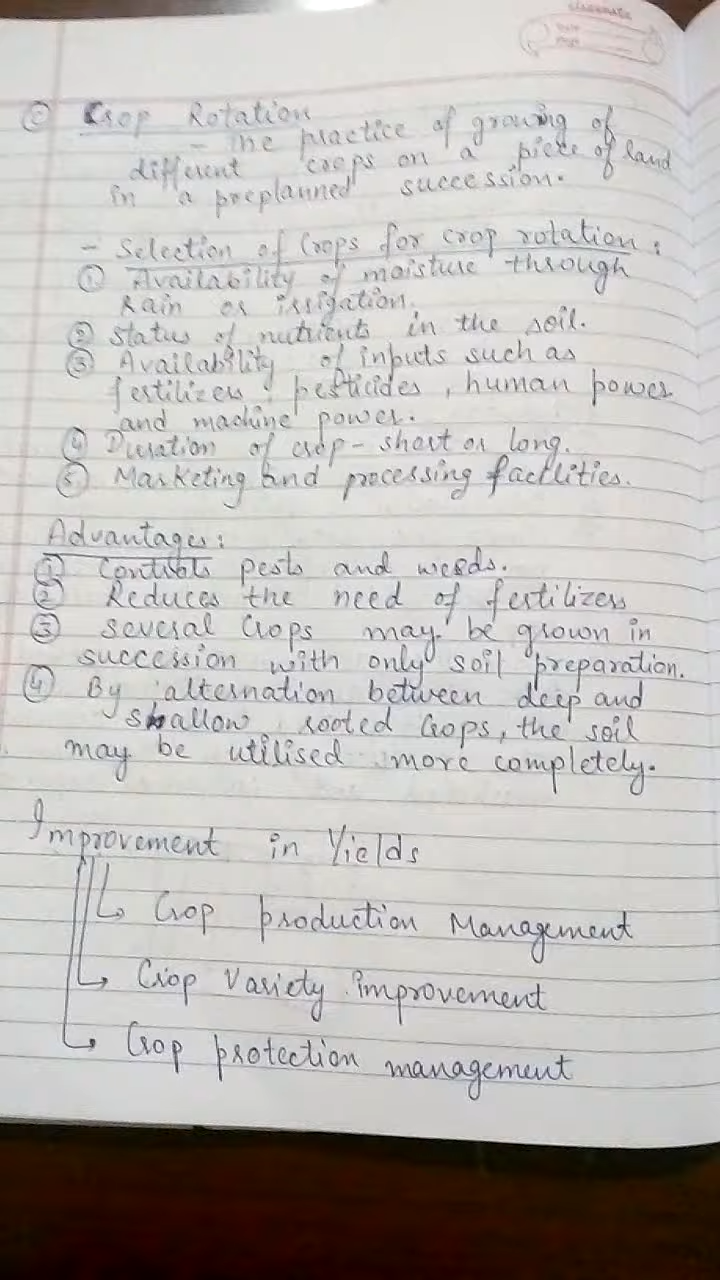 CLASSMATE
Date
Page
© Crop Rotation
- The practice of growing of
different crops on a piece of land
in a preplanned succession.
- Selection of Crops for crop rotation:
① Availability of moisture through
Rain or irrigation.
② Status of nutrients in the soil.
③ Availability of inputs such as
fertilizers, pesticides, human power
and machine power.
④ Duration of crop - short or long.
⑤ Marketing and processing facilities.
Advantages:
① Controls pests and weeds.
② Reduces the need of fertilizers
③ Several Crops may be grown in
succession with only soil preparation.
④ By alternation between deep and
shallow rooted Crops, the soil
may be utilised more completely.
Improvement in Yields
↳ Crop production Management
↳ Crop Variety improvement
↳ Crop protection management